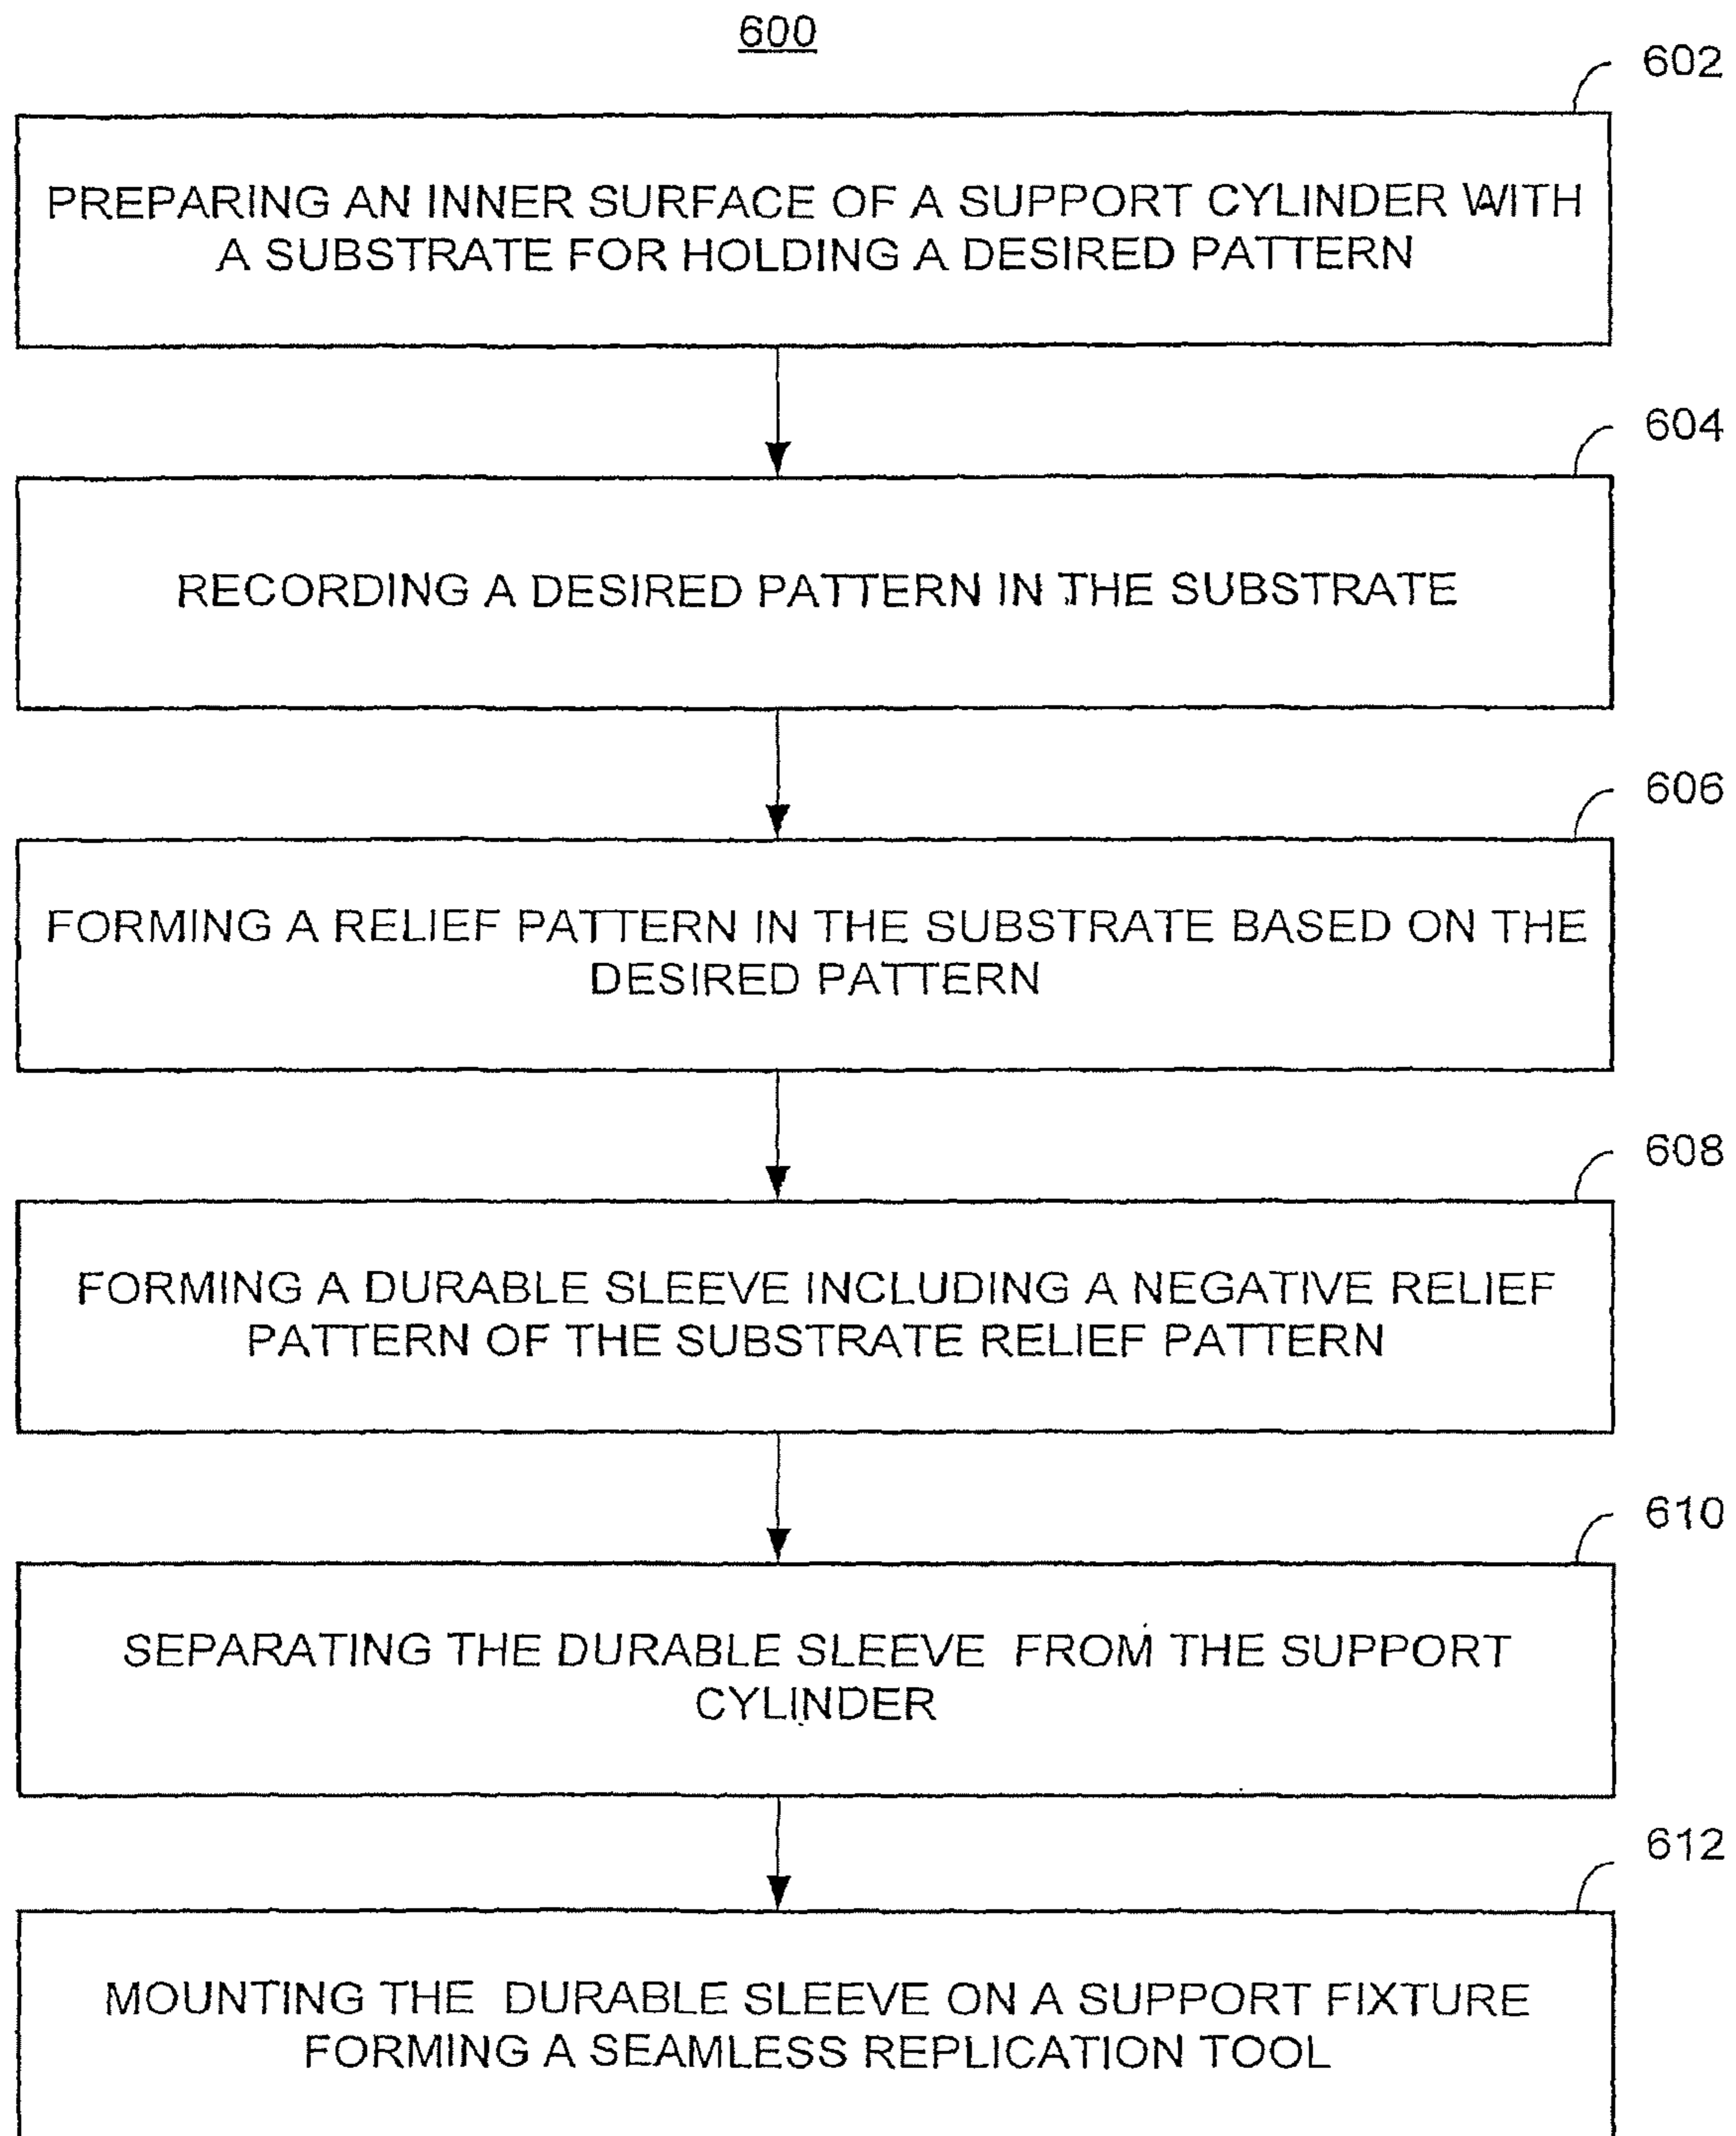 600
602
PREPARING AN INNER SURFACE OF A SUPPORT CYLINDER WITH
A SUBSTRATE FOR HOLDING A DESIRED PATTERN
604
RECORDING A DESIRED PATTERN IN THE SUBSTRATE
606
FORMING A RELIEF PATTERN IN THE SUBSTRATE BASED ON THE
DESIRED PATTERN
608
FORMING A DURABLE SLEEVE INCLUDING A NEGATIVE RELIEF
PATTERN OF THE SUBSTRATE RELIEF PATTERN
610
SEPARATING THE DURABLE SLEEVE FROM THE SUPPORT
CYLINDER
612
MOUNTING THE DURABLE SLEEVE ON A SUPPORT FIXTURE
FORMING A SEAMLESS REPLICATION TOOL